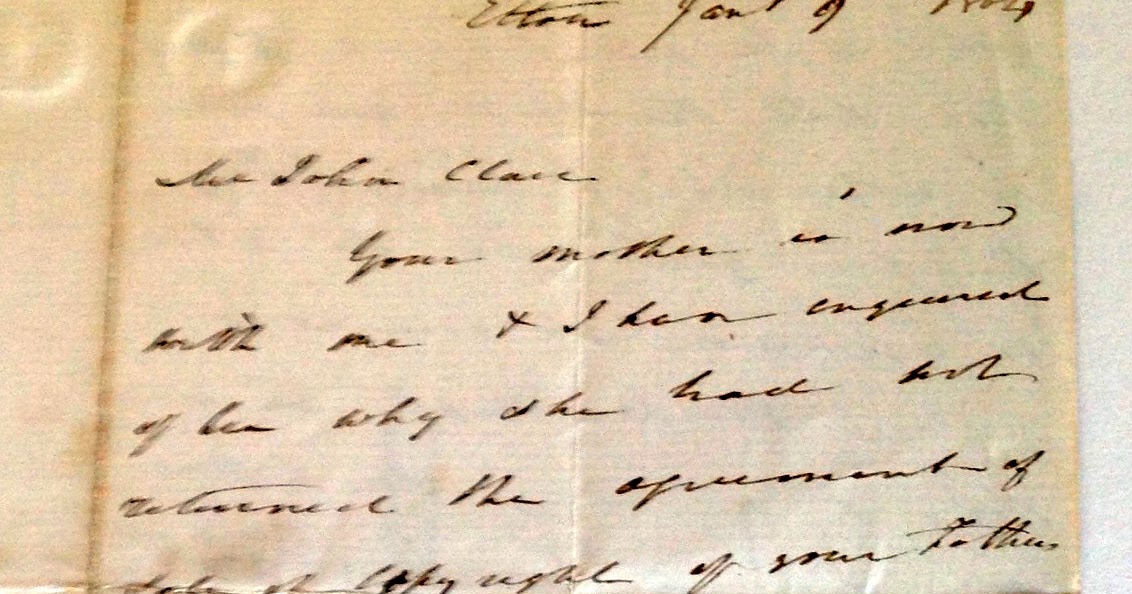 Etton Jany 9 1864
Mr John Clare
Your mother is now
with me & I have enquired
of her why she had not
returned the agreement of
Sale of Copyright of your Fathers